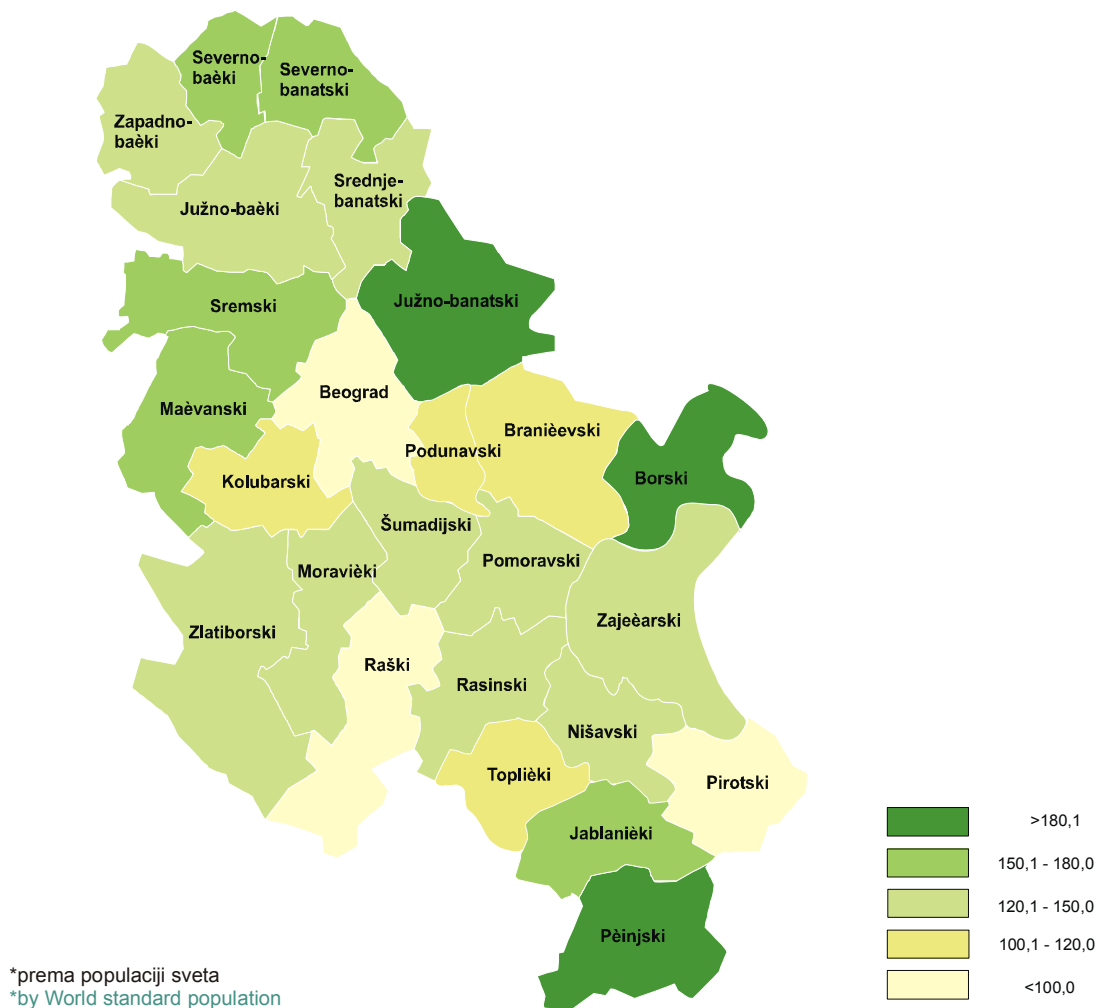 Severno-
baèki
Severno-
banatski
Zapadno-
baèki
Srednje-
banatski
Južno-baèki
Južno-banatski
Sremski
Beograd
Maèvanski
Branièevski
Podunavski
Borski
Kolubarski
Šumadijski
Pomoravski
Moravièki
Zajeèarski
Zlatiborski
Raški
Rasinski
Nišavski
Toplièki
Pirotski
Jablanièki
Pèinjski
>180,1
150,1 - 180,0
120,1 - 150,0
100,1 - 120,0
<100,0
*prema populaciji sveta
*by World standard population